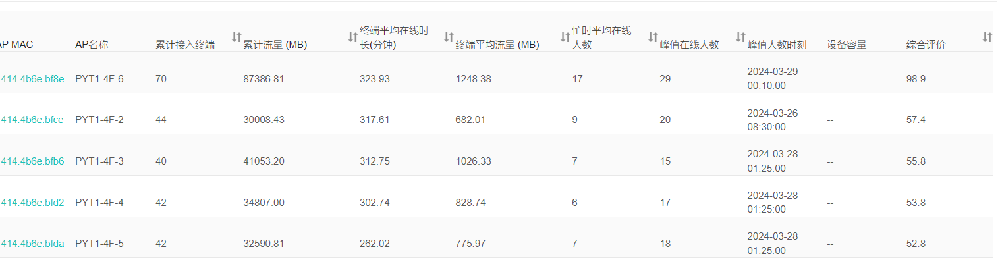 AP MAC AP名称 累计接入终端 累计流量 (MB) 终端平均在线时长(分钟) 终端平均流量 (MB) 忙时平均在线人数 峰值在线人数 峰值人数时刻 设备容量 综合评价
414.4b6e.bf8e PYT1-4F-6 70 87386.81 323.93 1248.38 17 29 2024-03-29 00:10:00 -- 98.9
414.4b6e.bfce PYT1-4F-2 44 30008.43 317.61 682.01 9 20 2024-03-26 08:30:00 -- 57.4
414.4b6e.bfb6 PYT1-4F-3 40 41053.20 312.75 1026.33 7 15 2024-03-28 01:25:00 -- 55.8
414.4b6e.bfd2 PYT1-4F-4 42 34807.00 302.74 828.74 6 17 2024-03-28 01:25:00 -- 53.8
414.4b6e.bfda PYT1-4F-5 42 32590.81 262.02 775.97 7 18 2024-03-28 01:25:00 -- 52.8